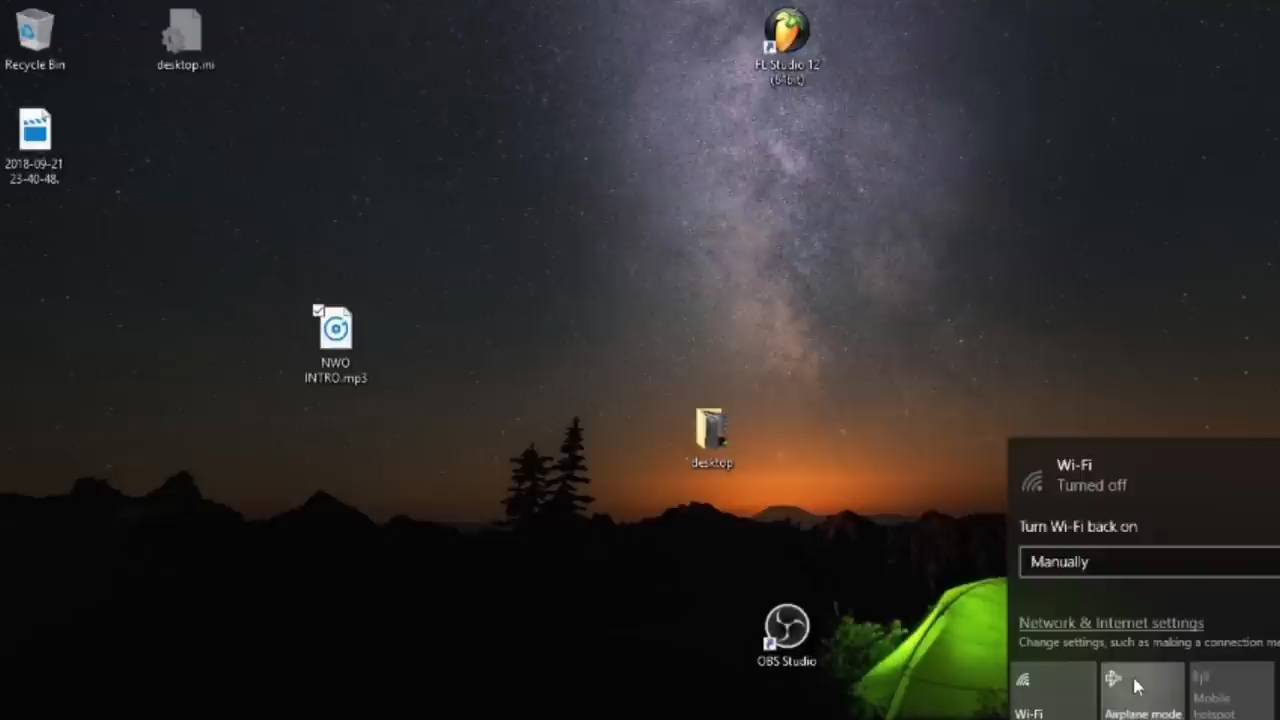 Recycle Bin
desktop.ini
FL Studio 12
(64bit)
2018-09-21
23-40-48.
NWO
INTRO.mp3
desktop
OBS Studio
Wi-Fi
Turned off
Turn Wi-Fi back on
Manually
Network & Internet settings
Change settings, such as making a connection me
Wi-Fi
Airplane mode
Mobile
hotspot